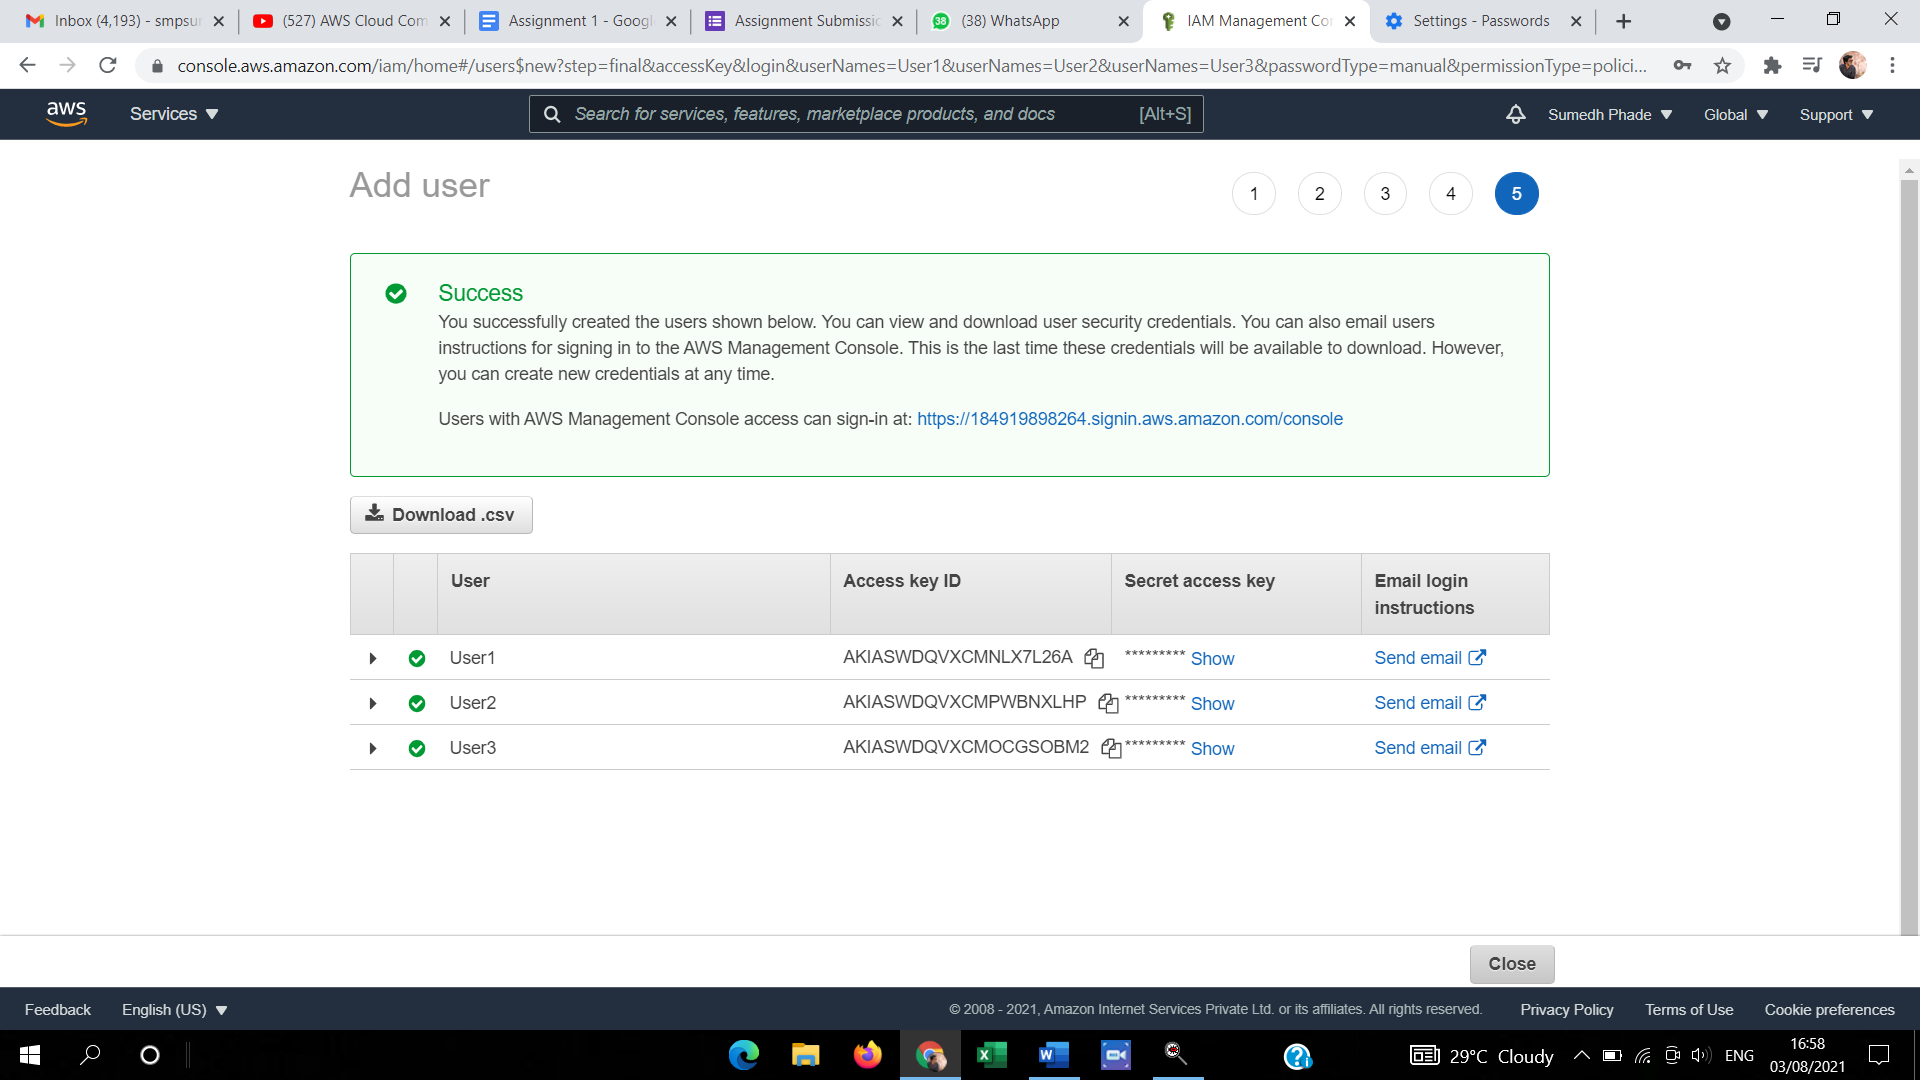 Inbox (4,193) - smpsu
(527) AWS Cloud Com
Assignment 1 - Googl
Assignment Submissio
38
(38) WhatsApp
IAM Management Co
Settings - Passwords
console.aws.amazon.com/iam/home#/users$new?step=final&accessKey&login&userNames=User1&userNames=User2&userNames=User3&passwordType=manual&permissionType=polici...
aws
Services
Search for services, features, marketplace products, and docs
[Alt+S]
Sumedh Phade
Global
Support
Add user
1
2
3
4
5
Success
You successfully created the users shown below. You can view and download user security credentials. You can also email users
instructions for signing in to the AWS Management Console. This is the last time these credentials will be available to download. However,
you can create new credentials at any time.
Users with AWS Management Console access can sign-in at: https://184919898264.signin.aws.amazon.com/console
Download .csv
User
Access key ID
Secret access key
Email login
instructions
User1
AKIASWDQVXCMNLX7L26A
********* Show
Send email
User2
AKIASWDQVXCMPWBNXLHP
********* Show
Send email
User3
AKIASWDQVXCMOCGSOBM2
********* Show
Send email
Close
Feedback
English (US)
© 2008 - 2021, Amazon Internet Services Private Ltd. or its affiliates. All rights reserved.
Privacy Policy
Terms of Use
Cookie preferences
29°C Cloudy
ENG
16:58
03/08/2021